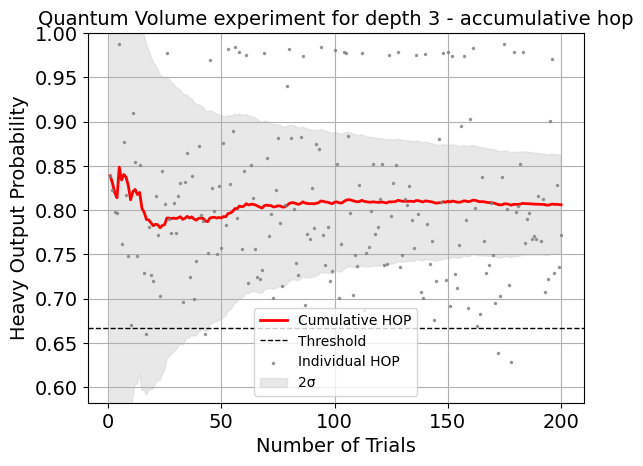 Quantum Volume experiment for depth 3 - accumulative hop
Heavy Output Probability
1.00
0.95
0.90
0.85
0.80
0.75
0.70
0.65
0.60
Cumulative HOP
Threshold
Individual HOP
2σ
0 50 100 150 200
Number of Trials